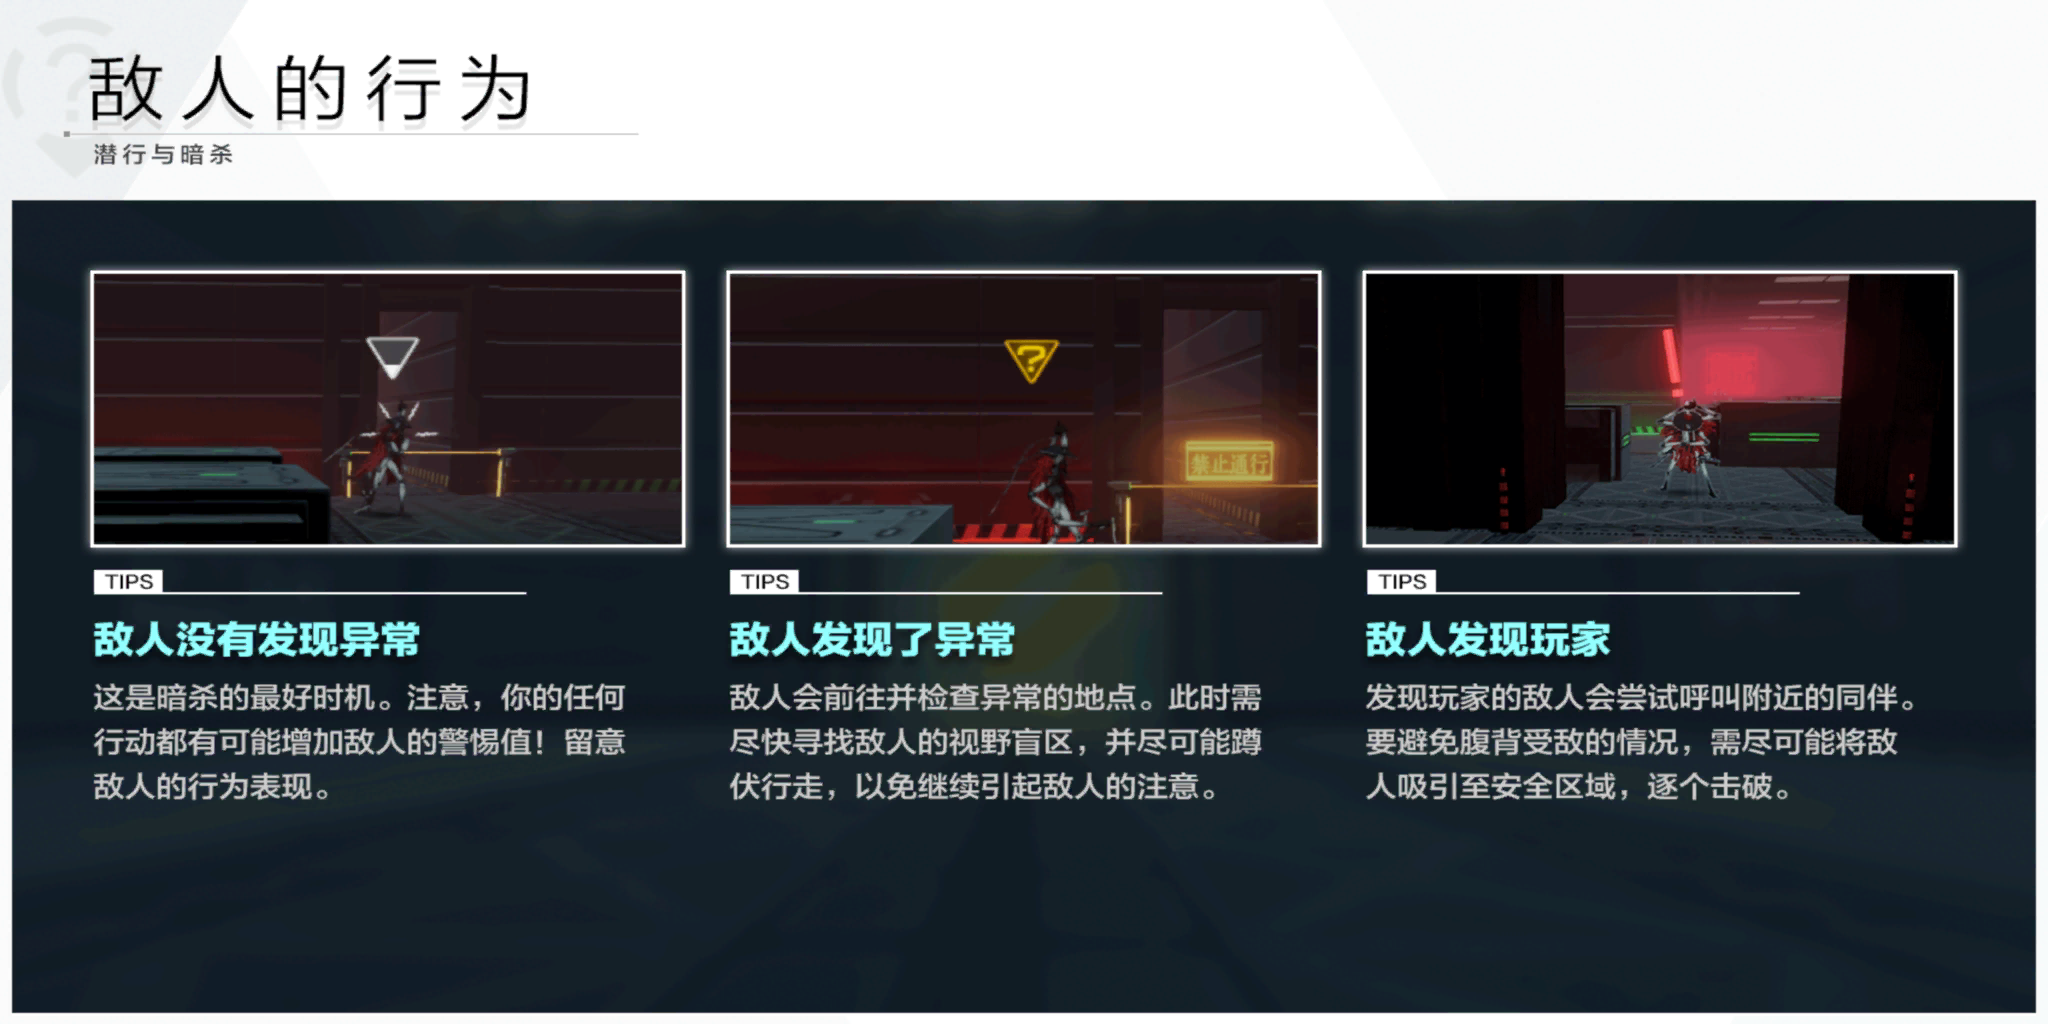 敌人的行为
潜行与暗杀
禁止通行
TIPS
敌人没有发现异常
这是暗杀的最好时机。注意，你的任何
行动都有可能增加敌人的警惕值！留意
敌人的行为表现。
TIPS
敌人发现了异常
敌人会前往并检查异常的地点。此时需
尽快寻找敌人的视野盲区，并尽可能蹲
伏行走，以免继续引起敌人的注意。
TIPS
敌人发现玩家
发现玩家的敌人会尝试呼叫附近的同伴。
要避免腹背受敌的情况，需尽可能将敌
人吸引至安全区域，逐个击破。